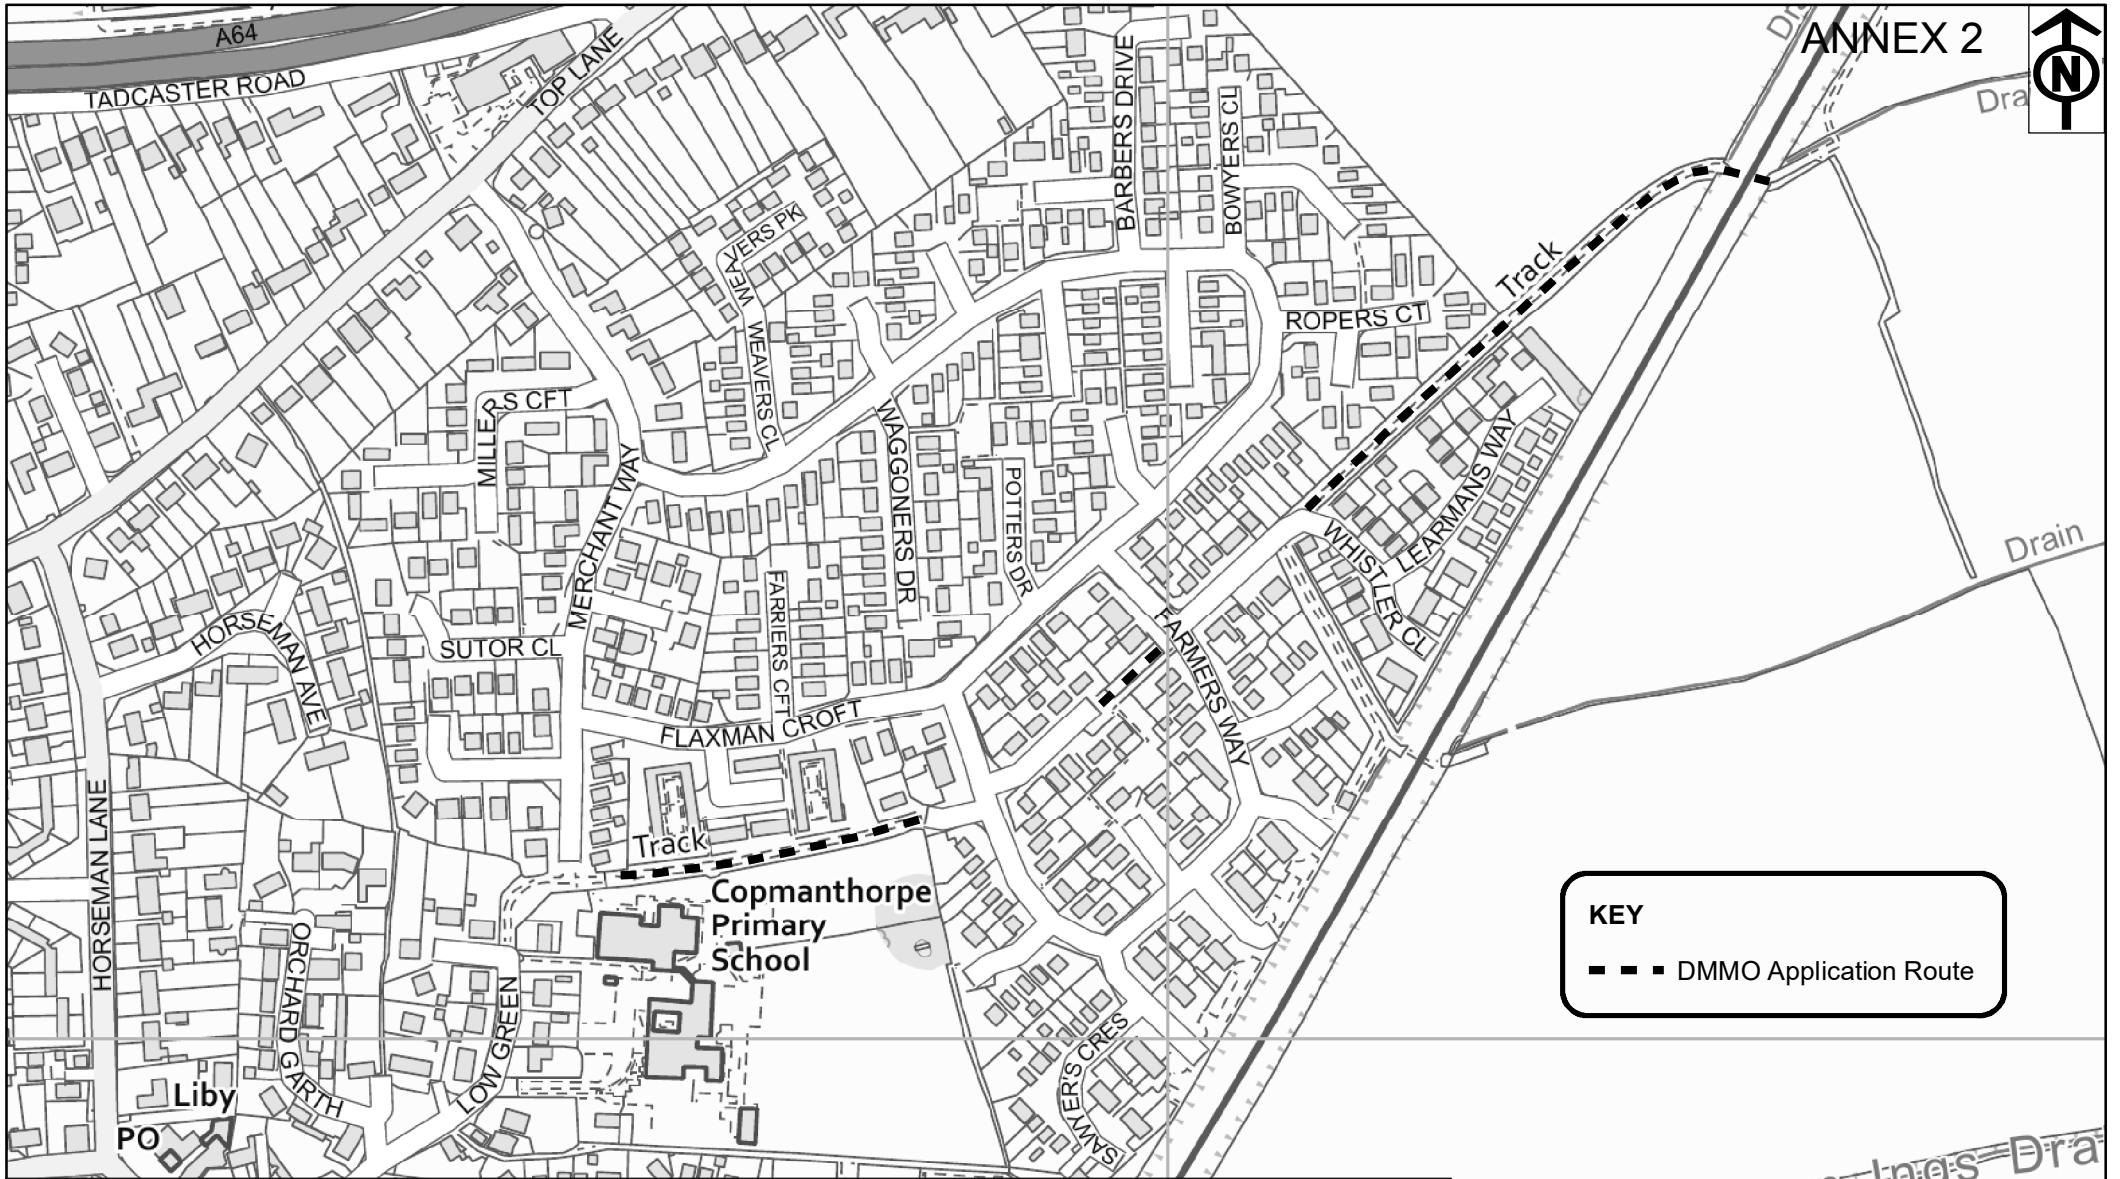 ANNEX 2
N
A64
TADCASTER ROAD
TOP LANE
BARBERS DRIVE
BOWYERS CL
WEAVERS PK
WEAVERS CL
Track
ROPERS CT
MILLERS CFT
MERCHANT WAY
WAGGONERS DR
POTTERS DR
LEARMANS WAY
WHISTLER CL
Drain
HORSEMAN AVE
SUTOR CL
FARRIERS CFT
FARMERS WAY
FLAXMAN CROFT
HORSEMAN LANE
Track
Copmanthorpe
Primary
School
ORCHARD GARTH
LOW GREEN
SAWYER'S CRES
Liby
PO
KEY
DMMO Application Route